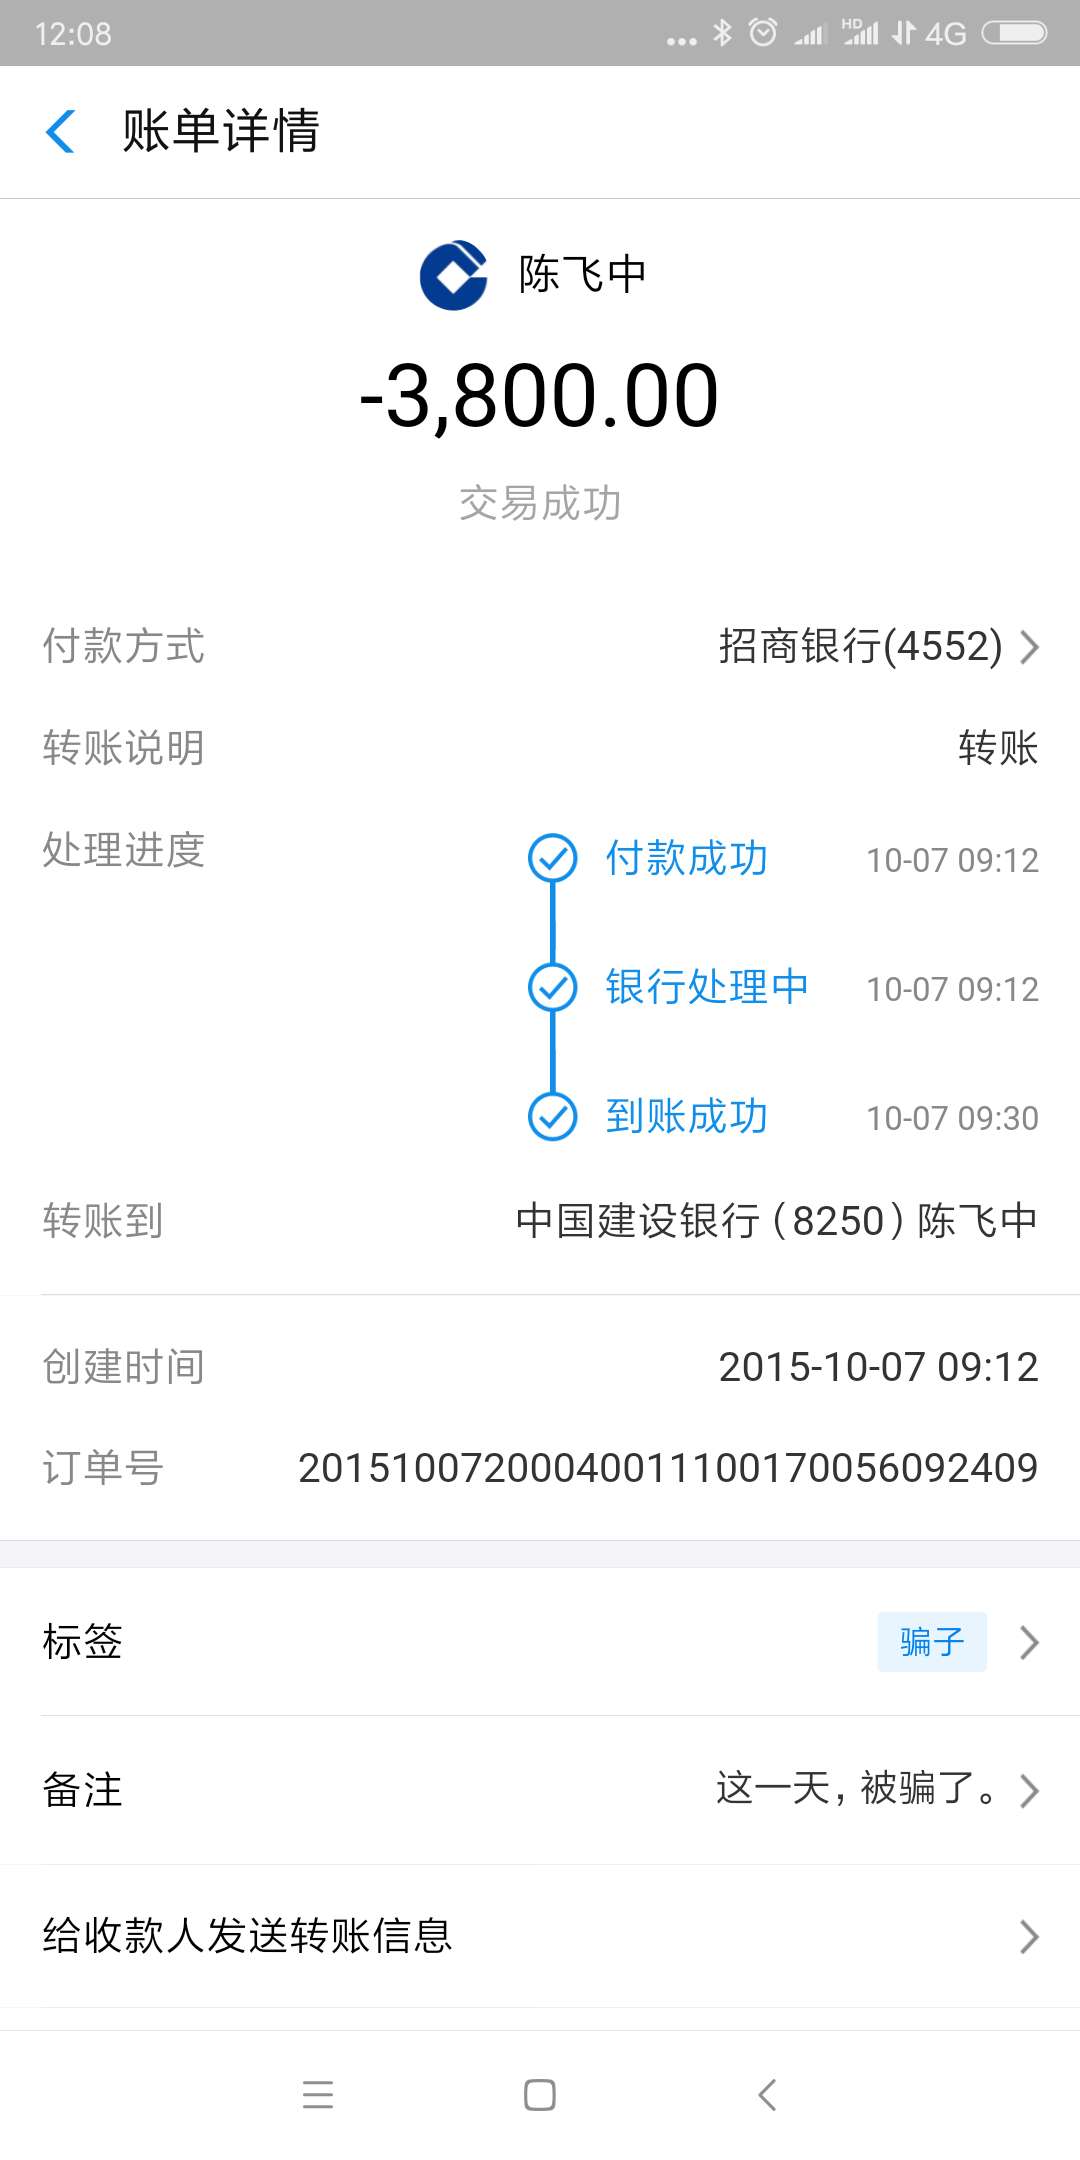 12:08
HD 4G
账单详情
陈飞中
-3,800.00
交易成功
付款方式 招商银行(4552)
转账说明 转账
处理进度 付款成功 10-07 09:12
银行处理中 10-07 09:12
到账成功 10-07 09:30
转账到 中国建设银行（8250）陈飞中
创建时间 2015-10-07 09:12
订单号 20151007200040011100170056092409
标签 骗子
备注 这一天，被骗了。
给收款人发送转账信息